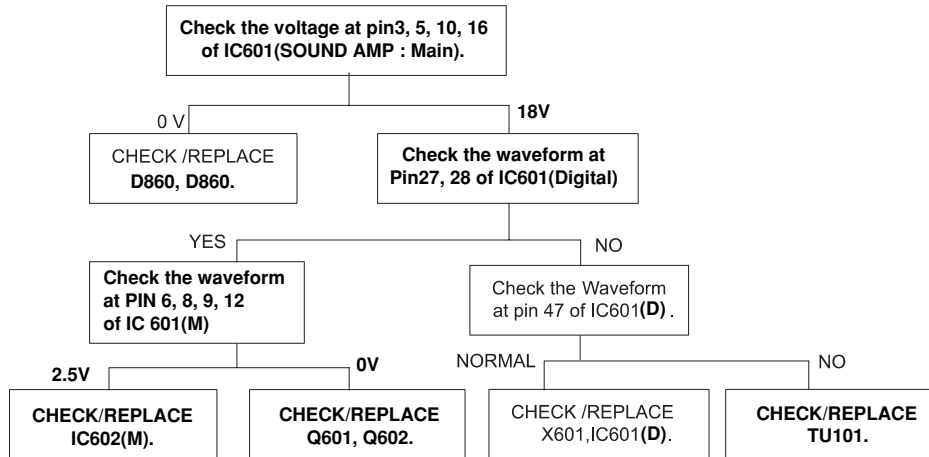 Check the voltage at pin3, 5, 10, 16
of IC601(SOUND AMP : Main).
0 V
18V
CHECK /REPLACE
D860, D860.
Check the waveform at
Pin27, 28 of IC601(Digital)
YES
NO
Check the waveform
at PIN 6, 8, 9, 12
of IC 601(M)
Check the Waveform
at pin 47 of IC601(D) .
2.5V
0V
NORMAL
NO
CHECK/REPLACE
IC602(M).
CHECK/REPLACE
Q601, Q602.
CHECK /REPLACE
X601,IC601(D).
CHECK/REPLACE
TU101.